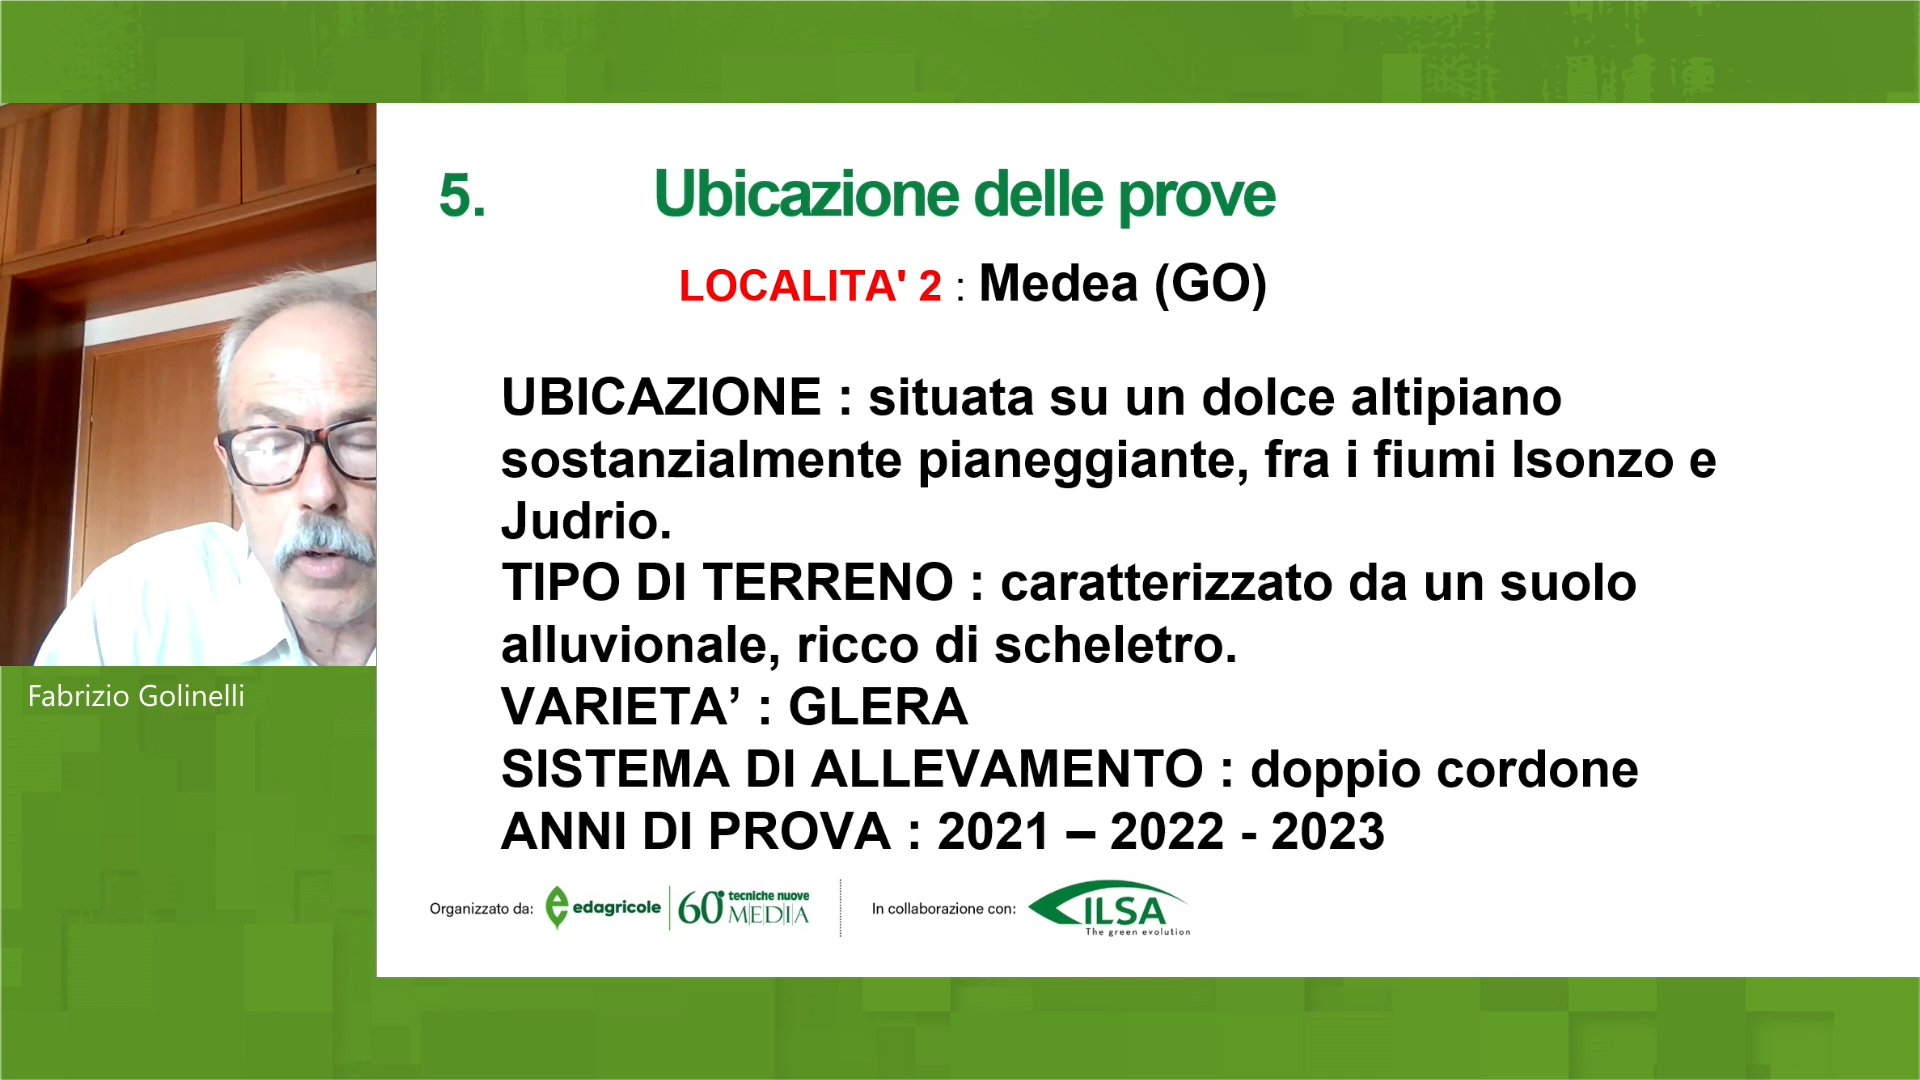 5. Ubicazione delle prove
LOCALITA' 2 : Medea (GO)
UBICAZIONE : situata su un dolce altipiano
sostanzialmente pianeggiante, fra i fiumi Isonzo e
Judrio.
TIPO DI TERRENO : caratterizzato da un suolo
alluvionale, ricco di scheletro.
VARIETA’ : GLERA
SISTEMA DI ALLEVAMENTO : doppio cordone
ANNI DI PROVA : 2021 – 2022 - 2023
Fabrizio Golinelli
Organizzato da: edagricole 60° tecniche nuove MEDIA In collaborazione con: ILSA
The green evolution